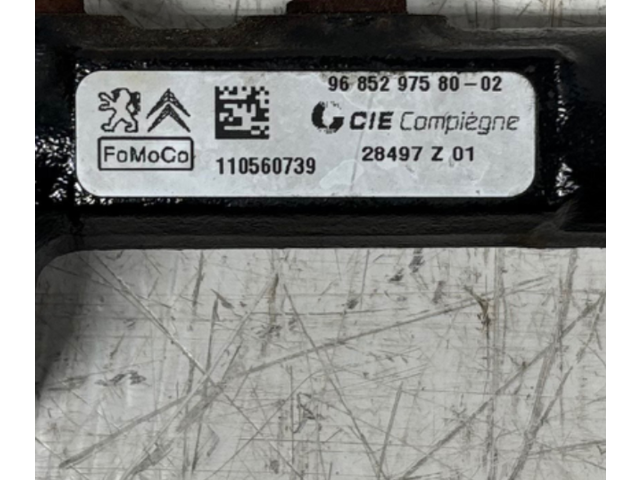 96 852 975 80-02
CIE Compiègne
FoMoCo
110560739
28497 Z 01